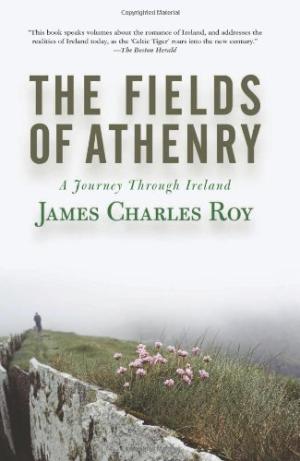 Copyrighted Material
"This book speaks volumes about the romance of Ireland, and addresses the
realities of Ireland today, as the 'Celtic Tiger' roars into the new century."
—The Boston Herald
THE FIELDS
OF ATHENRY
A Journey Through Ireland
JAMES CHARLES ROY